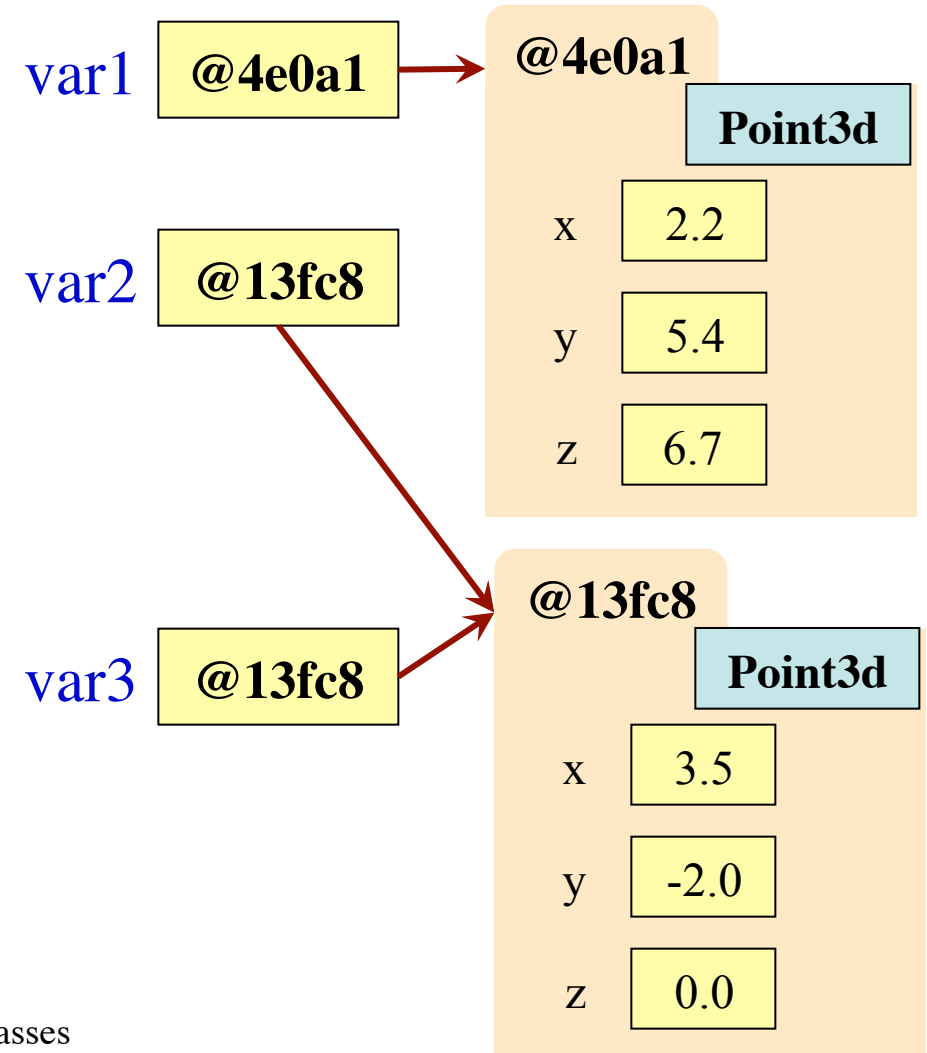 var1 @4e0a1
@4e0a1
Point3d
x 2.2
y 5.4
z 6.7
var2 @13fc8
var3 @13fc8
@13fc8
Point3d
x 3.5
y -2.0
z 0.0
asses